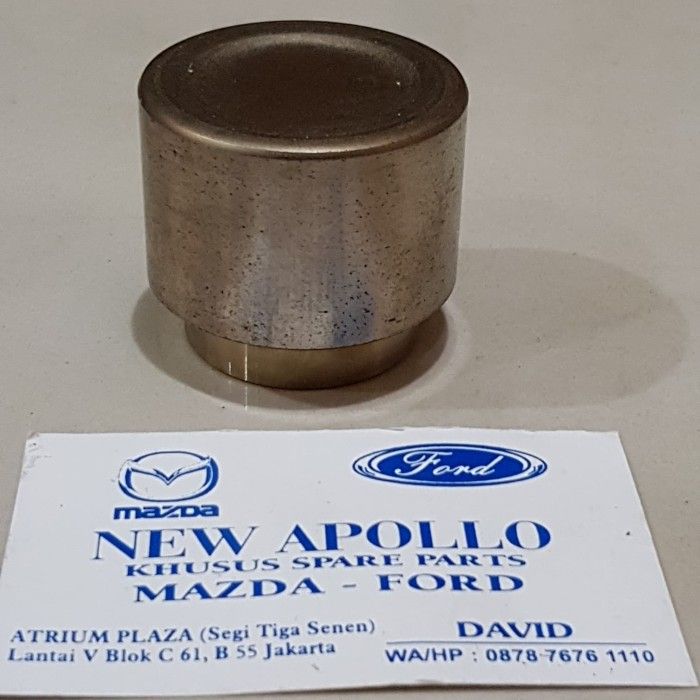 mazda
Ford
NEW APOLLO
KHUSUS SPARE PARTS
MAZDA - FORD
ATRIUM PLAZA (Segi Tiga Senen)
Lantai V Blok C 61, B 55 Jakarta
DAVID
WA/HP : 0878 7676 1110